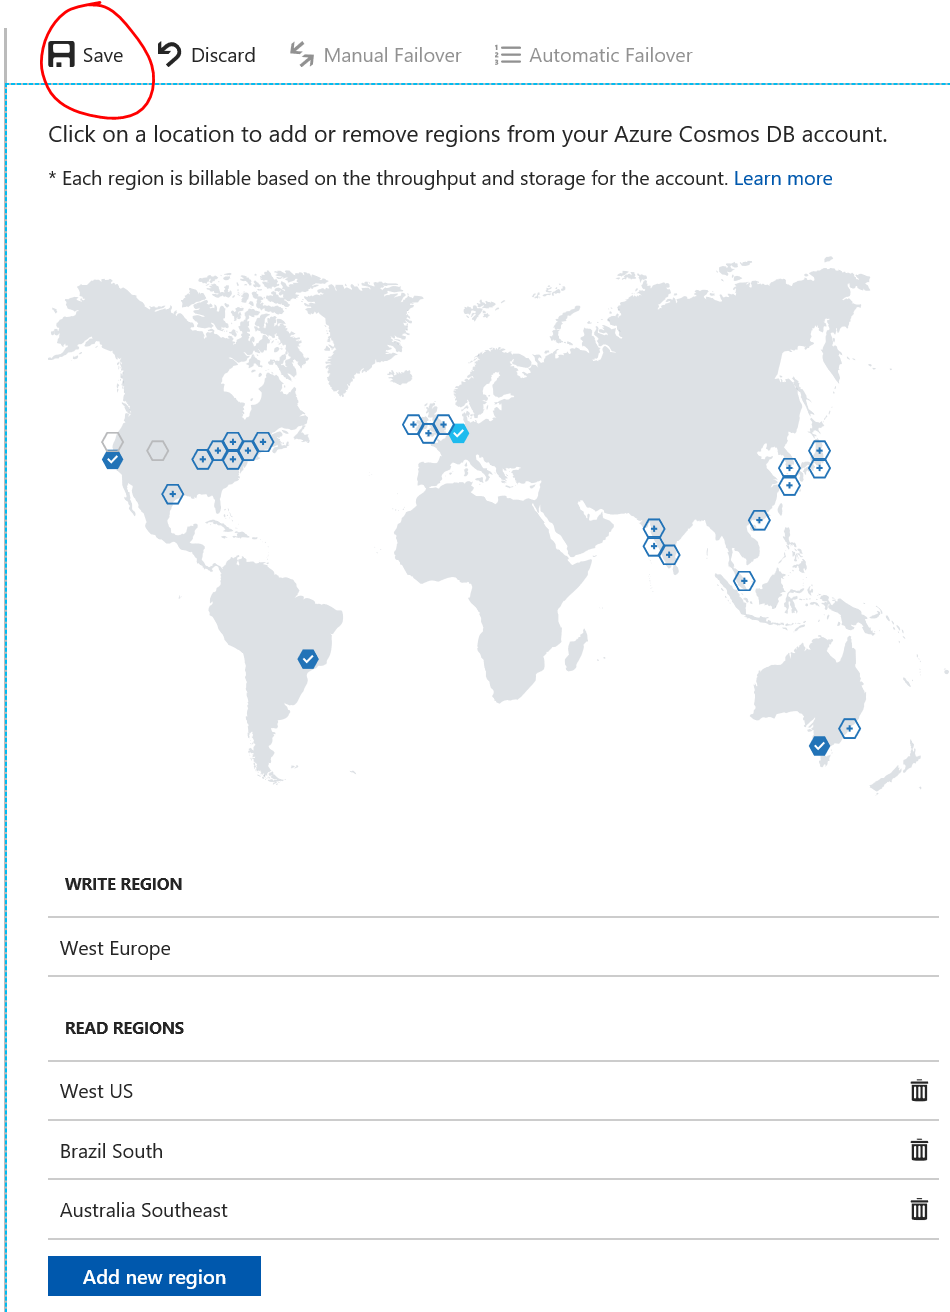 Save Discard Manual Failover Automatic Failover
Click on a location to add or remove regions from your Azure Cosmos DB account.
* Each region is billable based on the throughput and storage for the account. Learn more
WRITE REGION
West Europe
READ REGIONS
West US
Brazil South
Australia Southeast
Add new region